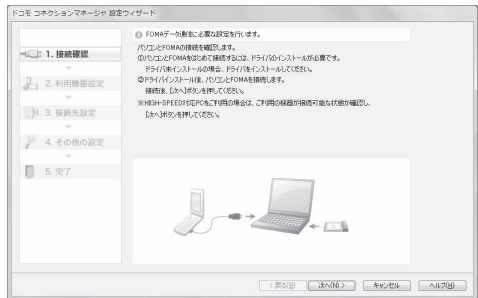 ドコモ コネクションマネージャ 設定ウィザード
1. 接続確認
2. 利用機器設定
3. 接続先設定
4. その他の設定
5. 完了
FOMAデータ通信に必要な設定を行います。
パソコンとFOMAの接続を確認します。
①パソコンとFOMAをはじめて接続するには、ドライバのインストールが必要です。
ドライバ未インストールの場合、ドライバをインストールしてください。
②ドライバインストール後、パソコンとFOMAを接続します。
接続後、[次へ]ボタンを押してください。
※HIGH-SPEED対応PCをご利用の場合は、ご利用の機器が接続可能な状態か確認し、
[次へ]ボタンを押してください。
< 戻る(B)
次へ(N) >
キャンセル
ヘルプ(H)